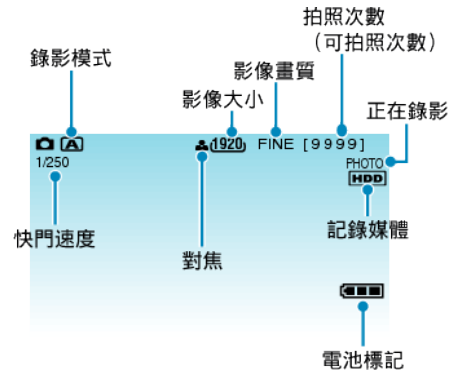 拍照次數
（可拍照次數）
錄影模式
影像畫質
影像大小
正在錄影
A
1920
FINE [9999]
1/250
PHOTO
HDD
快門速度
對焦
記錄媒體
電池標記